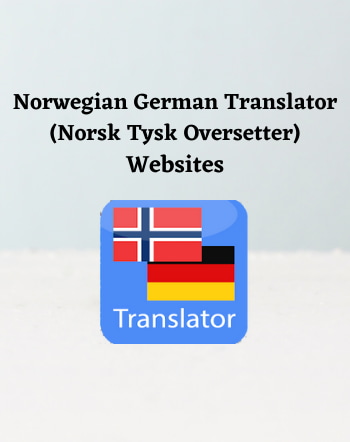 Norwegian German Translator
(Norsk Tysk Oversetter)
Websites
Translator